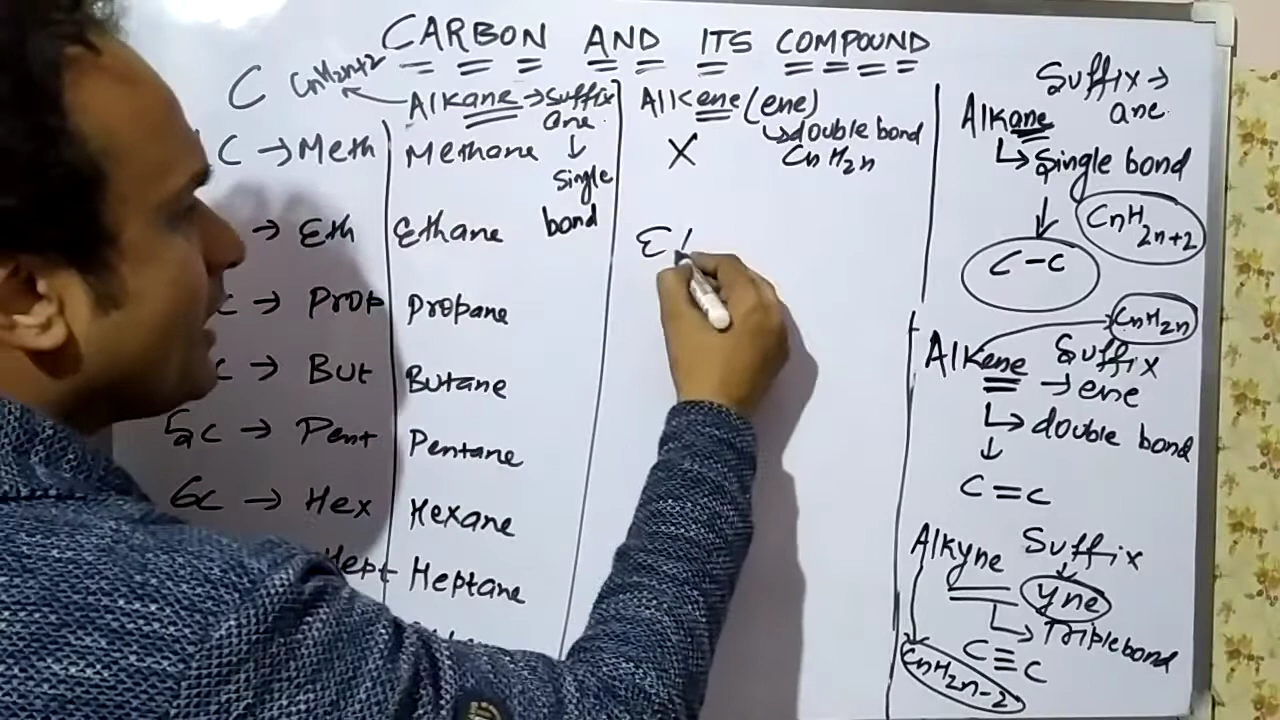 CARBON AND ITS COMPOUND
C CnH2n+2
Alkane → Suffix
ane
↓
Single
bond
C → Meth
→ Eth
C → Prop
C → But
5C → Pent
6C → Hex
Hept
Methane
Ethane
Propane
Butane
Pentane
Hexane
Heptane
Alkene (ene)
↳ double bond
CnH2n
X
Et
Suffix →
Alkane ane
↳ Single bond
CnH2n+2
C-C
CnH2n
Alkene Suffix
→ ene
↳ double bond
↓
C=C
Alkyne Suffix
yne
↳ Triple bond
C≡C
CnH2n-2